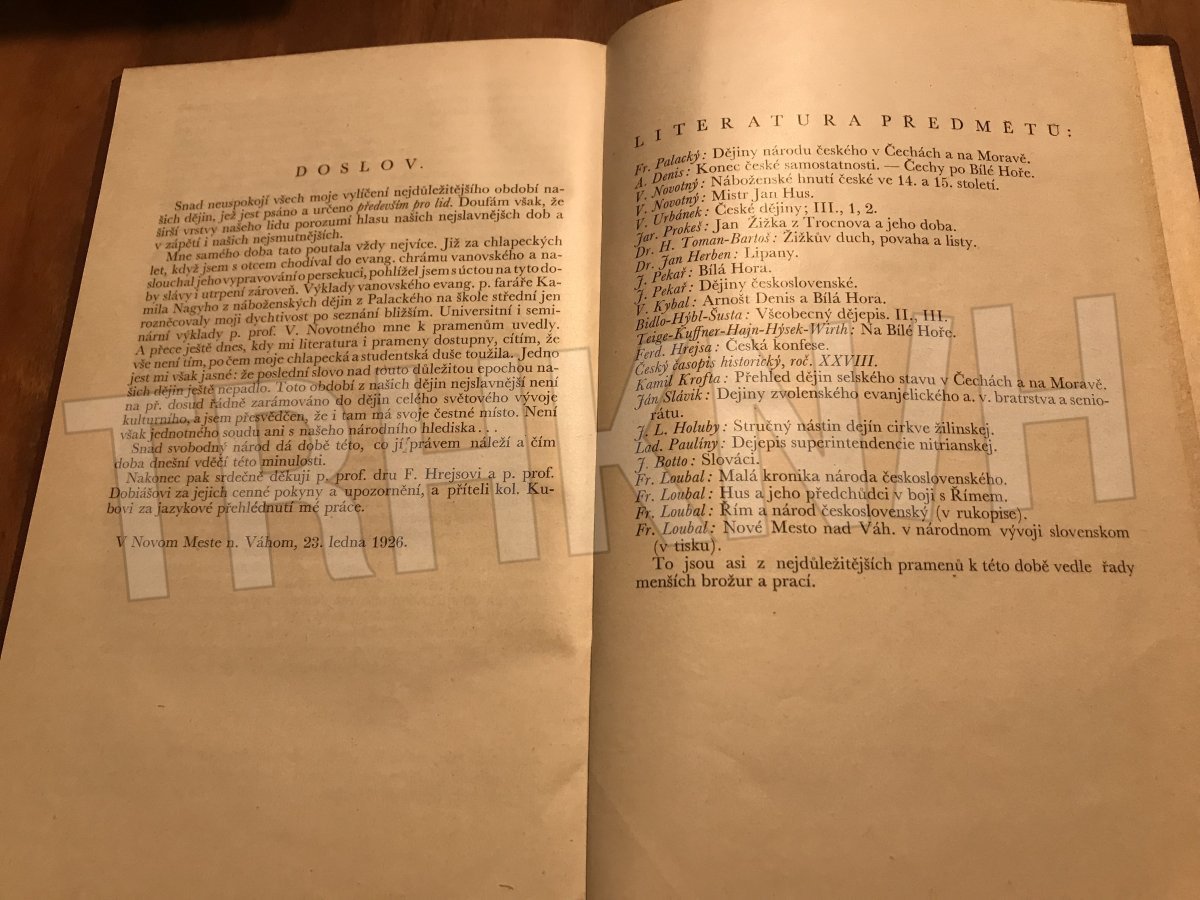 DOSLOV.
Snad neuspokojí všech moje vylíčení nejdůležitějšího období na-
šich dějin, jež jest psáno a určeno především pro lid. Doufám však, že
širší vrstvy našeho lidu porozumí hlasu našich nejslavnějších dob a
v zápětí i našich nejsmutnějších.
Mne samého doba tato poutala vždy nejvíce. Již za chlapeckých
let, když jsem s otcem chodíval do evang. chrámu vanovského a na-
slouchal jeho vypravování o persekuci, pohlížel jsem s úctou na tyto do-
by slávy i utrpení zároveň. Výklady vanovského evang. p. faráře Ka-
mila Nagyho z náboženských dějin z Palackého na škole střední jen
rozněcovaly moji dychtivost po seznání bližším. Universitní i semi-
nární výklady p. prof. V. Novotného mne k pramenům uvedly.
A přece ještě dnes, kdy mi literatura i prameny dostupny, cítím, že
vše není tím, po čem moje chlapecká a studentská duše toužila. Jedno
jest mi však jasné: že poslední slovo nad touto důležitou epochou na-
šich dějin ještě nepadlo. Toto období z našich dějin nejslavnější není
na př. dosud řádně zarámováno do dějin celého světového vývoje
kulturního, a jsem přesvědčen, že i tam má svoje čestné místo. Není
však jednotného soudu ani s našeho národního hlediska...
Snad svobodný národ dá době této, co jí právem náleží a čím
doba dnešní vděčí této minulosti.
Nakonec pak srdečně děkuji p. prof. dru F. Hrejsovi a p. prof.
Dobiášovi za jejich cenné pokyny a upozornění, a příteli kol. Ku-
bovi za jazykové přehlédnutí mé práce.
V Novom Meste n. Váhom, 23. ledna 1926.
LITERATURA PŘEDMĚTŮ:
Fr. Palacký: Dějiny národu českého v Čechách a na Moravě.
A. Denis: Konec české samostatnosti. — Čechy po Bílé Hoře.
V. Novotný: Náboženské hnutí české ve 14. a 15. století.
V. Novotný: Mistr Jan Hus.
V. Urbánek: České dějiny; III., 1, 2.
Jar. Prokeš: Jan Žižka z Trocnova a jeho doba.
Dr. H. Toman-Bartoš: Žižkův duch, povaha a listy.
Dr. Jan Herben: Lipany.
J. Pekař: Bílá Hora.
J. Pekař: Dějiny československé.
V. Kybal: Arnošt Denis a Bílá Hora.
Bidlo-Hýbl-Šusta: Všeobecný dějepis. II., III.
Teige-Kuffner-Hajn-Hýsek-Wirth: Na Bílé Hoře.
Ferd. Hrejsa: Česká konfese.
Český časopis historický, roč. XXVIII.
Kamil Krofta: Přehled dějin selského stavu v Čechách a na Moravě.
Ján Slávik: Dejiny zvolenského evanjelického a. v. bratrstva a senio-
rátu.
J. L. Holuby: Stručný nástin dejín cirkve žilinskej.
Lad. Paulíny: Dejepis superintendencie nitrianskej.
J. Botto: Slováci.
Fr. Loubal: Malá kronika národa československého.
Fr. Loubal: Hus a jeho předchůdci v boji s Římem.
Fr. Loubal: Řím a národ československý (v rukopise).
Fr. Loubal: Nové Mesto nad Váh. v národnom vývoji slovenskom
(v tisku).
To jsou asi z nejdůležitějších pramenů k této době vedle řady
menších brožur a prací.